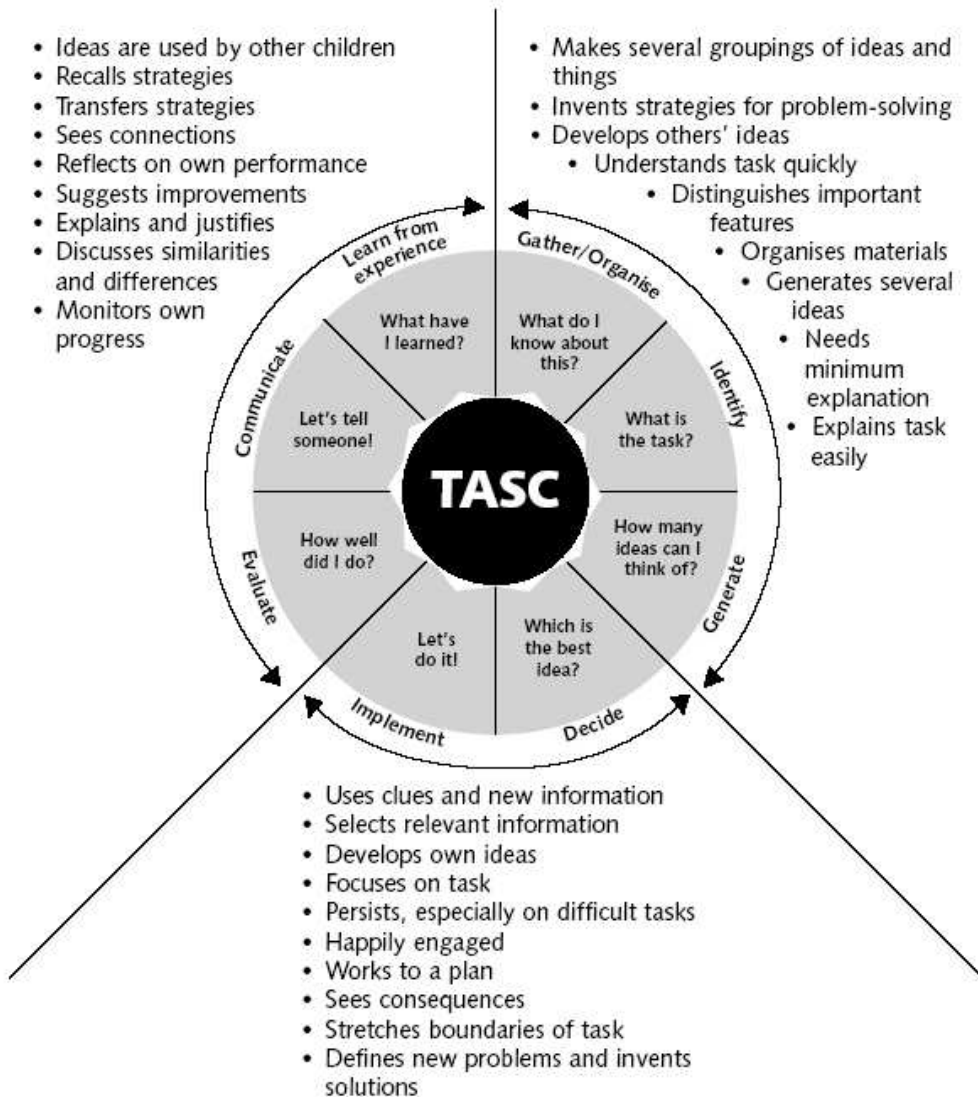 • Ideas are used by other children
• Recalls strategies
• Transfers strategies
• Sees connections
• Reflects on own performance
• Suggests improvements
• Explains and justifies
• Discusses similarities
and differences
• Monitors own
progress
• Makes several groupings of ideas and
things
• Invents strategies for problem-solving
• Develops others' ideas
• Understands task quickly
• Distinguishes important
features
• Organises materials
• Generates several
ideas
• Needs
minimum
explanation
• Explains task
easily
Gather/Organise
What do I
know about
this?
Identify
What is
the task?
Generate
How many
ideas can I
think of?
Decide
Which is
the best
idea?
Implement
Let's
do it!
Evaluate
How well
did I do?
Communicate
Let's tell
someone!
Learn from
experience
What have
I learned?
TASC
• Uses clues and new information
• Selects relevant information
• Develops own ideas
• Focuses on task
• Persists, especially on difficult tasks
• Happily engaged
• Works to a plan
• Sees consequences
• Stretches boundaries of task
• Defines new problems and invents
solutions